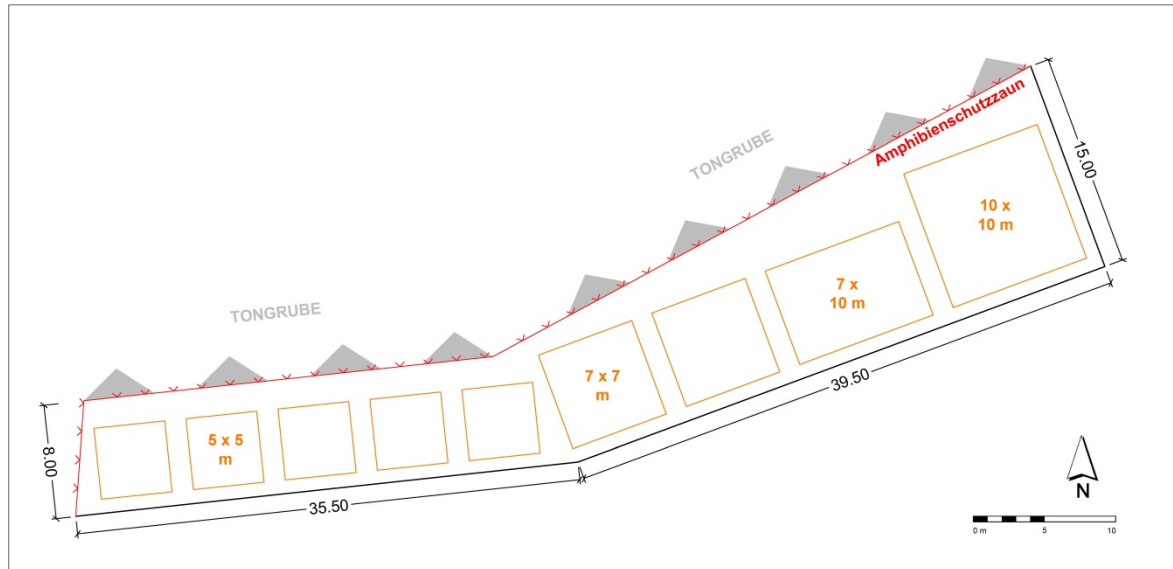 TONGRUBE
TONGRUBE
Amphibienschutzzaun
15.00
10 x
10 m
7 x
10 m
7 x 7
m
5 x 5
m
8.00
39.50
35.50
N
0 m 5 10